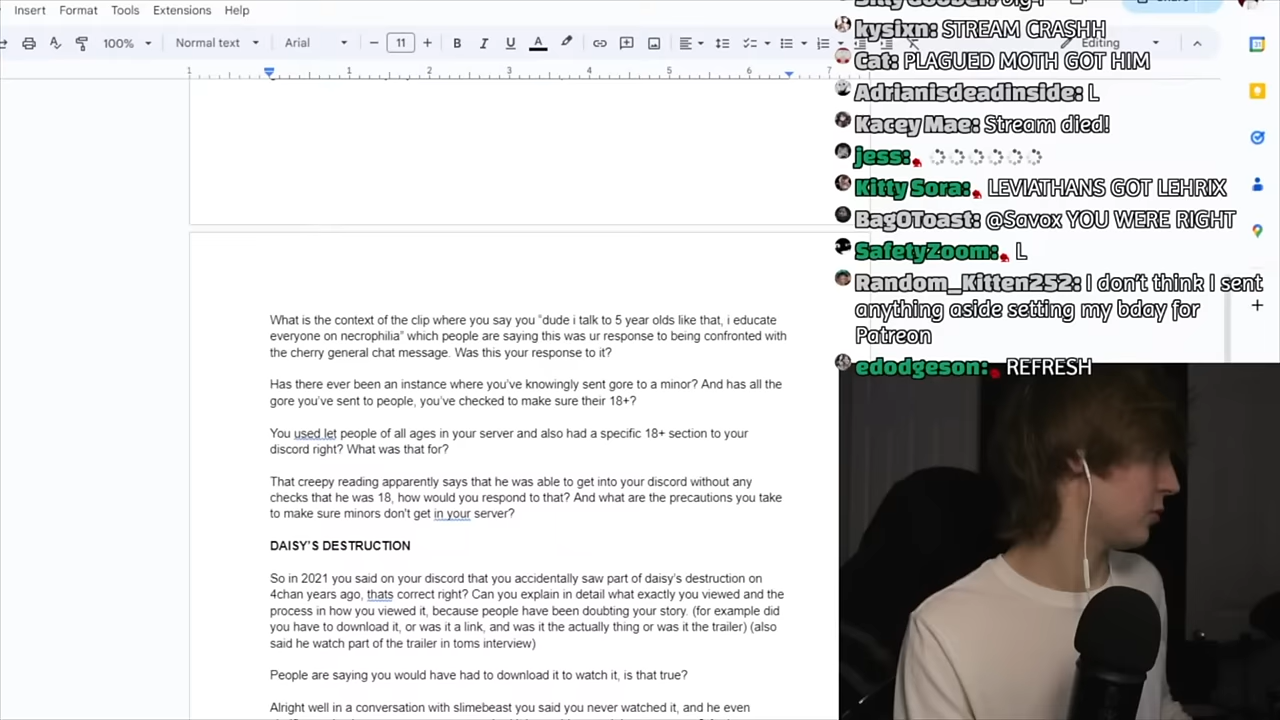 Insert Format Tools Extensions Help
100% Normal text Arial 11 B I U A Editing
1 1 2 3 4 5 6 7
What is the context of the clip where you say you “dude i talk to 5 year olds like that, i educate
everyone on necrophilia” which people are saying this was ur response to being confronted with
the cherry general chat message. Was this your response to it?
Has there ever been an instance where you’ve knowingly sent gore to a minor? And has all the
gore you’ve sent to people, you’ve checked to make sure their 18+?
You used let people of all ages in your server and also had a specific 18+ section to your
discord right? What was that for?
That creepy reading apparently says that he was able to get into your discord without any
checks that he was 18, how would you respond to that? And what are the precautions you take
to make sure minors don’t get in your server?
DAISY’S DESTRUCTION
So in 2021 you said on your discord that you accidentally saw part of daisy’s destruction on
4chan years ago, thats correct right? Can you explain in detail what exactly you viewed and the
process in how you viewed it, because people have been doubting your story. (for example did
you have to download it, or was it a link, and was it the actually thing or was it the trailer) (also
said he watch part of the trailer in toms interview)
People are saying you would have had to download it to watch it, is that true?
Alright well in a conversation with slimebeast you said you never watched it, and he even
kysixn: STREAM CRASHH
Cat: PLAGUED MOTH GOT HIM
Adrianisdeadinside: L
Kacey Mae: Stream died!
jess:
Kitty Sora: LEVIATHANS GOT LEHRIX
BagOToast: @Savox YOU WERE RIGHT
SafetyZoom: L
Random_Kitten252: I don’t think I sent
anything aside setting my bday for
Patreon
edodgeson: REFRESH